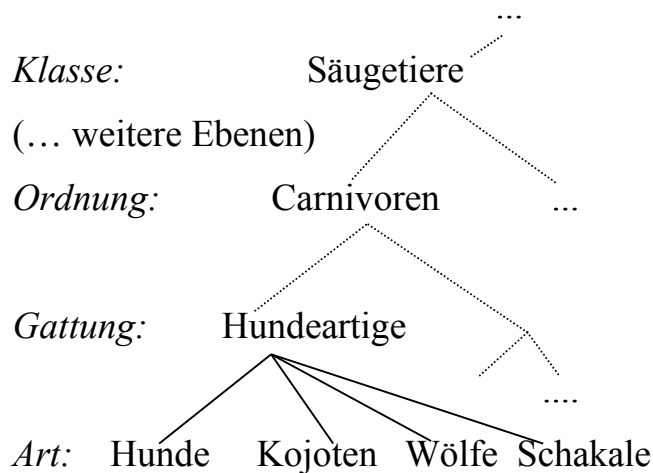 ...
Klasse: Säugetiere
(… weitere Ebenen)
Ordnung: Carnivoren ...
Gattung: Hundeartige
....
Art: Hunde Kojoten Wölfe Schakale